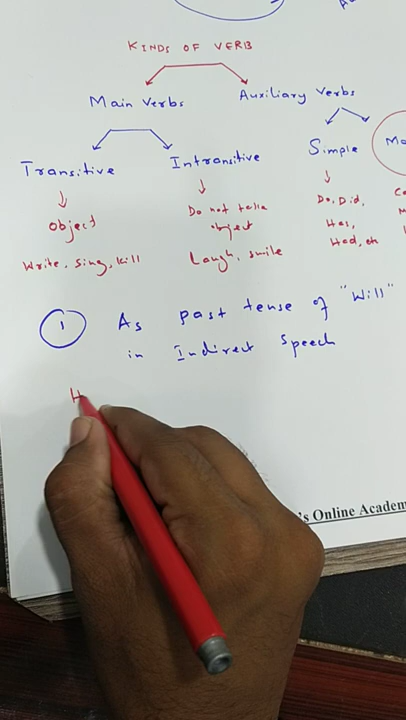 KINDS OF VERB
Main Verbs
Auxiliary Verbs
Transitive
Intransitive
Simple
Object
Do not take
object
Do, Did,
Has,
Had, etc
Write, Sing, Kill
Laugh, smile
1 As past tense of "Will"
in Indirect Speech
H
's Online Academ